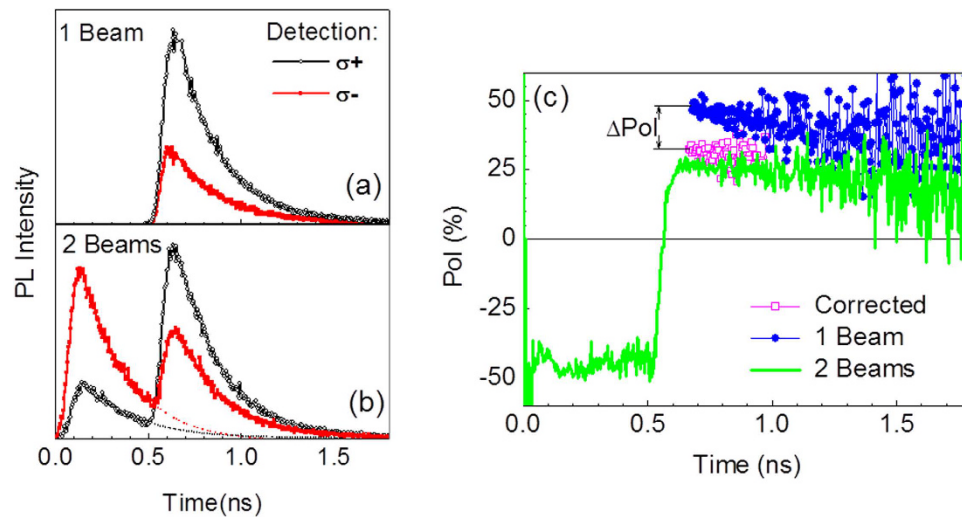 1 Beam
Detection:
σ+
σ-
(a)
2 Beams
(b)
PL Intensity
0.0 0.5 1.0 1.5
Time(ns)
(c)
50
25
0
-25
-50
Pol (%)
ΔPol
Corrected
1 Beam
2 Beams
0.0 0.5 1.0 1.5
Time (ns)